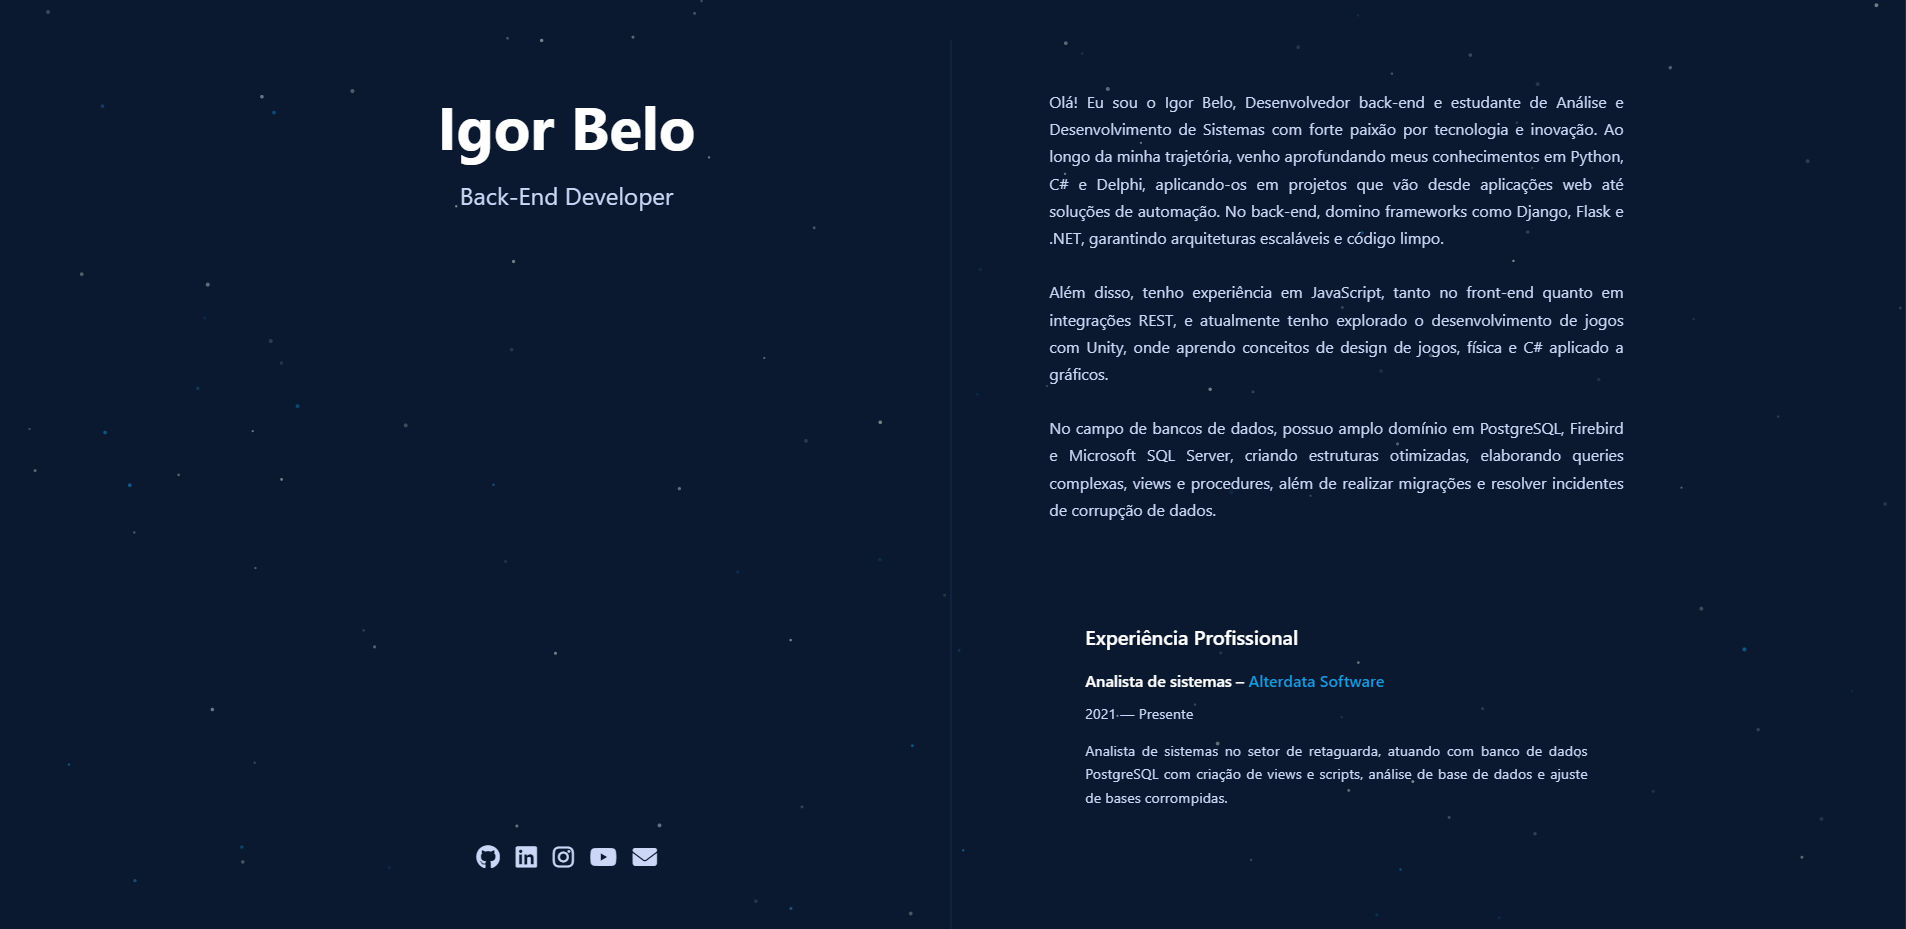 Igor Belo
Back-End Developer
Olá! Eu sou o Igor Belo, Desenvolvedor back-end e estudante de Análise e
Desenvolvimento de Sistemas com forte paixão por tecnologia e inovação. Ao
longo da minha trajetória, venho aprofundando meus conhecimentos em Python,
C# e Delphi, aplicando-os em projetos que vão desde aplicações web até
soluções de automação. No back-end, domino frameworks como Django, Flask e
.NET, garantindo arquiteturas escaláveis e código limpo.
Além disso, tenho experiência em JavaScript, tanto no front-end quanto em
integrações REST, e atualmente tenho explorado o desenvolvimento de jogos
com Unity, onde aprendo conceitos de design de jogos, física e C# aplicado a
gráficos.
No campo de bancos de dados, possuo amplo domínio em PostgreSQL, Firebird
e Microsoft SQL Server, criando estruturas otimizadas, elaborando queries
complexas, views e procedures, além de realizar migrações e resolver incidentes
de corrupção de dados.
Experiência Profissional
Analista de sistemas – Alterdata Software
2021 — Presente
Analista de sistemas no setor de retaguarda, atuando com banco de dados
PostgreSQL com criação de views e scripts, análise de base de dados e ajuste
de bases corrompidas.
in